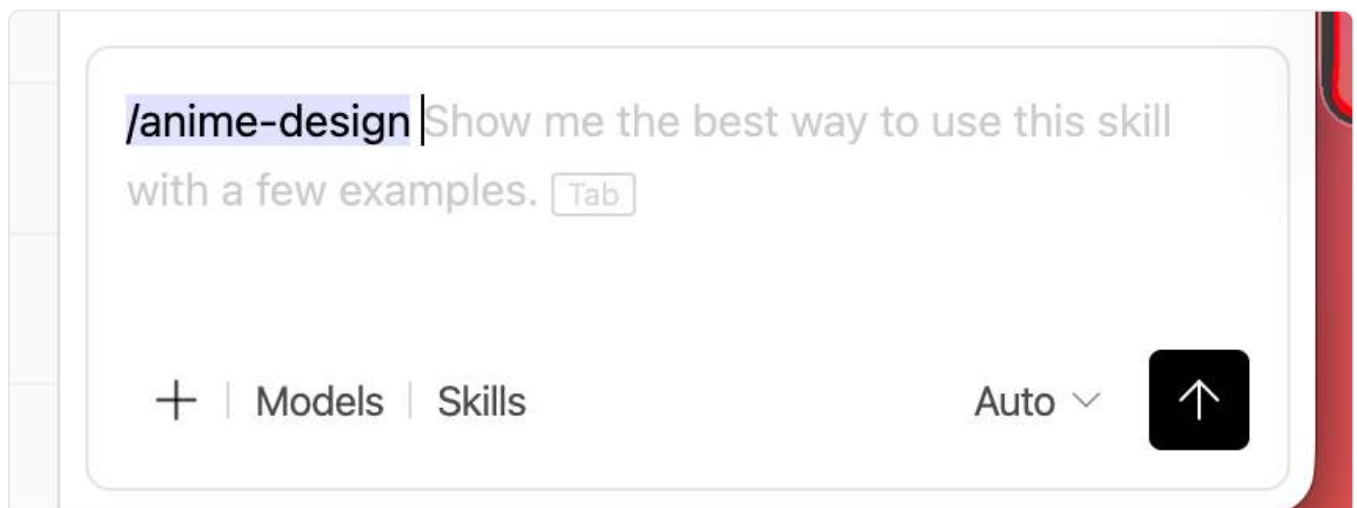 /anime-design Show me the best way to use this skill
with a few examples. Tab
Models Skills Auto